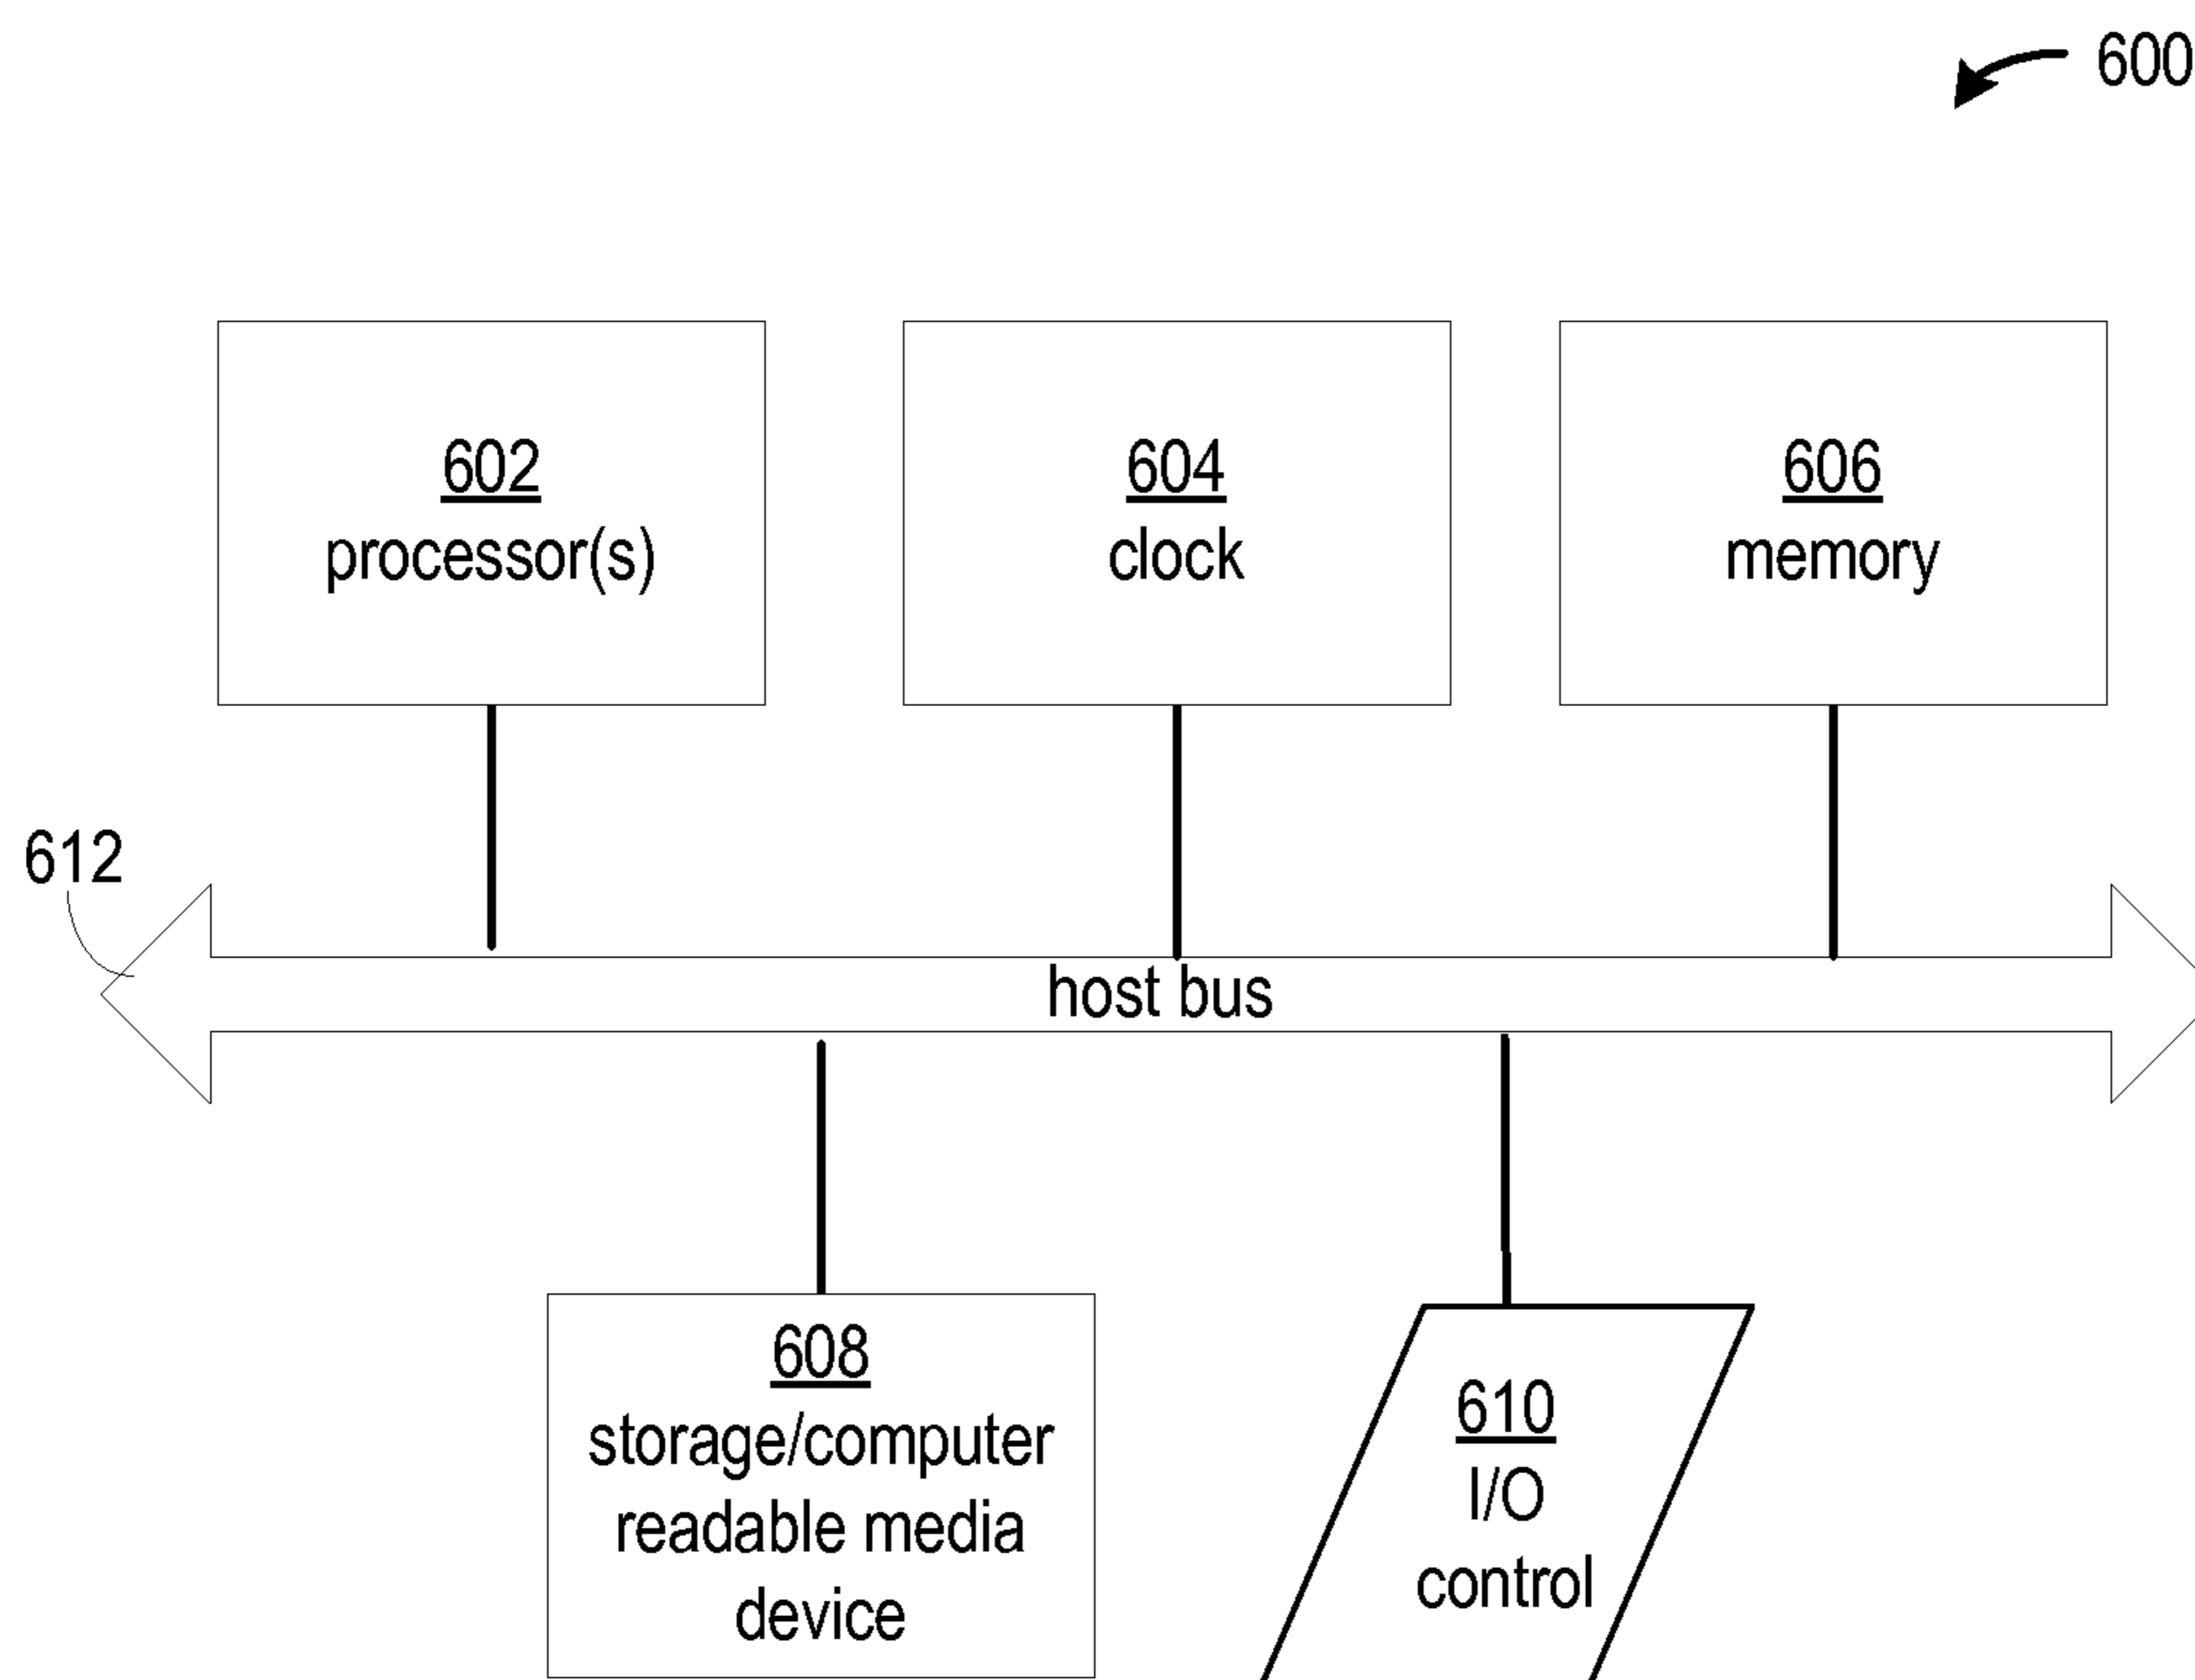 600
602
processor(s)
604
clock
606
memory
612
host bus
608
storage/computer
readable media
device
610
I/O
control